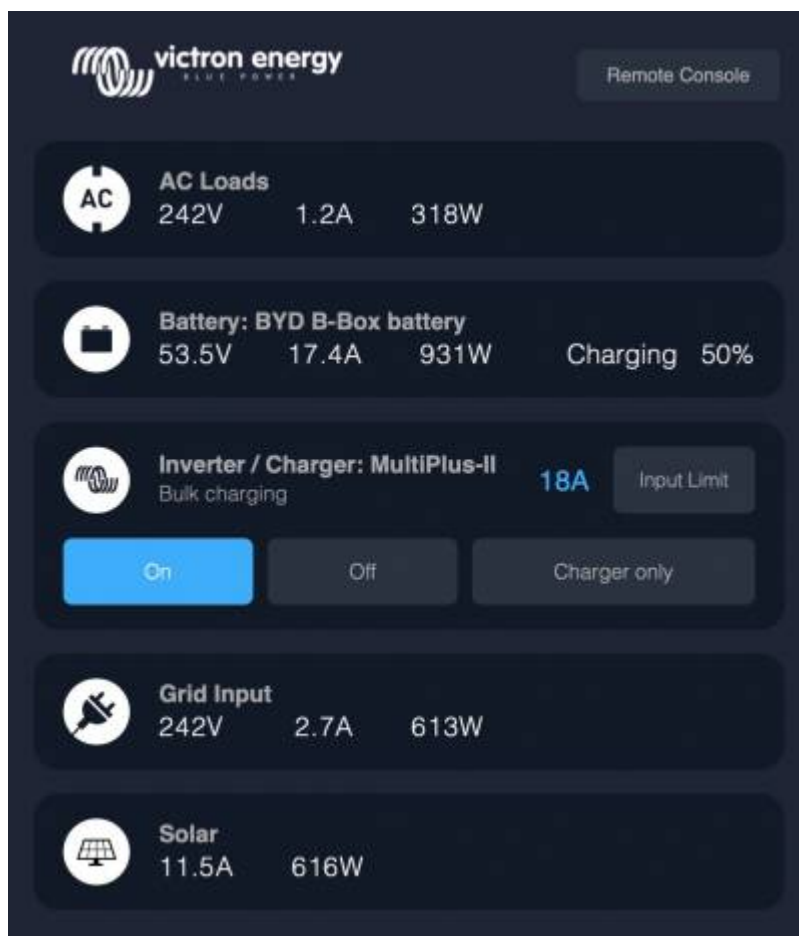 victron energy
BLUE POWER
Remote Console
AC
AC Loads
242V 1.2A 318W
Battery: BYD B-Box battery
53.5V 17.4A 931W Charging 50%
Inverter / Charger: MultiPlus-II
Bulk charging
18A Input Limit
On Off Charger only
Grid Input
242V 2.7A 613W
Solar
11.5A 616W